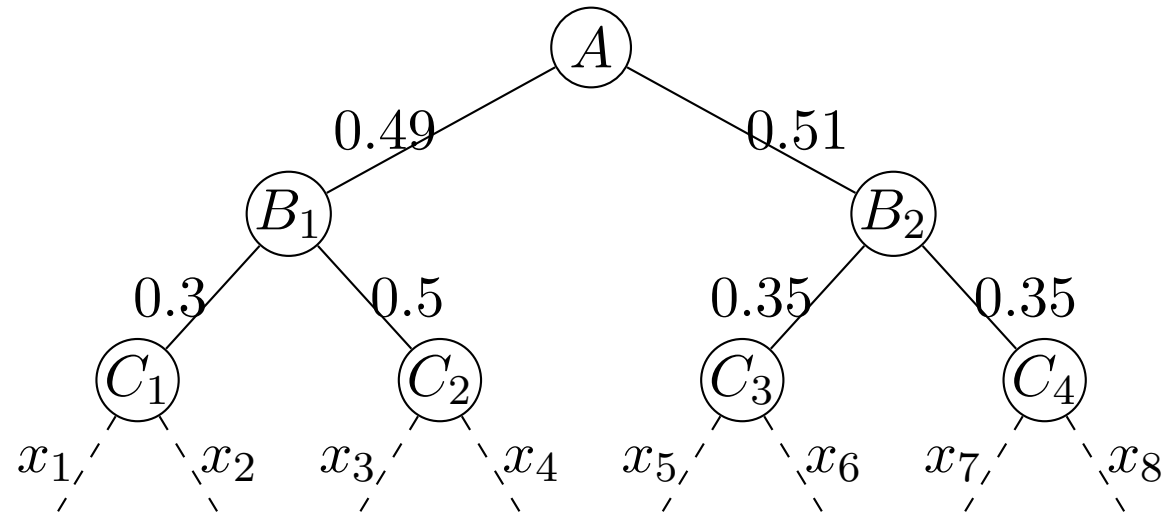 A
0.49 0.51
B₁ B₂
0.3 0.5 0.35 0.35
C₁ C₂ C₃ C₄
x₁ x₂ x₃ x₄ x₅ x₆ x₇ x₈